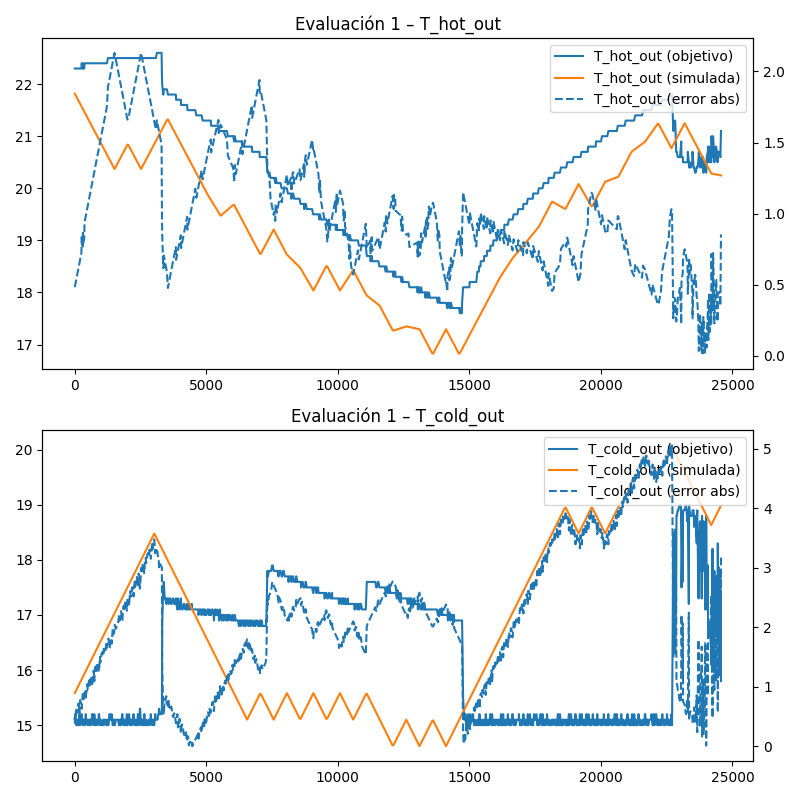 Evaluación 1 – T_hot_out
T_hot_out (objetivo)
T_hot_out (simulada)
T_hot_out (error abs)
22
21
20
19
18
17
2.0
1.5
1.0
0.5
0.0
0 5000 10000 15000 20000 25000
Evaluación 1 – T_cold_out
T_cold_out (objetivo)
T_cold_out (simulada)
T_cold_out (error abs)
20
19
18
17
16
15
5
4
3
2
1
0
0 5000 10000 15000 20000 25000